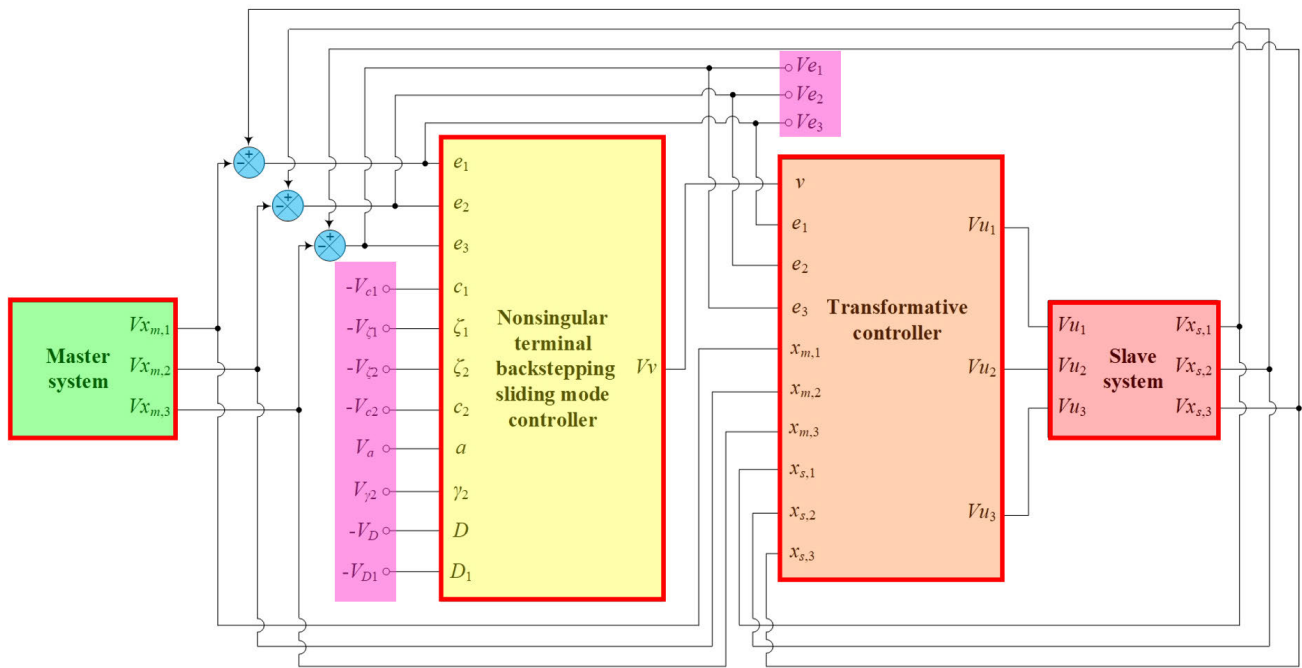 Ve1
Ve2
Ve3
− +
− +
− +
Master
system
Vxm,1
Vxm,2
Vxm,3
-Vc1
-Vζ1
-Vζ2
-Vc2
Va
Vγ2
-VD
-VD1
e1
e2
e3
c1
ζ1
ζ2
c2
a
γ2
D
D1
Nonsingular
terminal
backstepping
sliding mode
controller
Vv
v
e1
e2
e3
xm,1
xm,2
xm,3
xs,1
xs,2
xs,3
Transformative
controller
Vu1
Vu2
Vu3
Vu1
Vu2
Vu3
Slave
system
Vxs,1
Vxs,2
Vxs,3